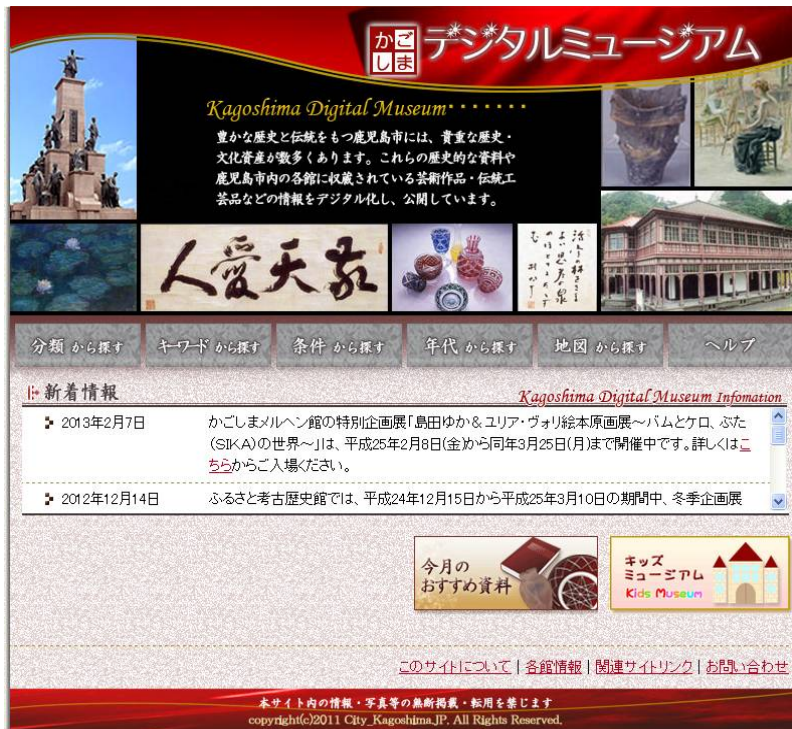 かごしま デジタルミュージアム
Kagoshima Digital Museum・・・・・・・
豊かな歴史と伝統をもつ鹿児島市には、貴重な歴史・
文化資産が数多くあります。これらの歴史的な資料や
鹿児島市内の各館に収蔵されている芸術作品・伝統工
芸品などの情報をデジタル化し、公開しています。
人愛天敬
分類 から探す
キーワード から探す
条件 から探す
年代 から探す
地図 から探す
ヘルプ
新着情報
Kagoshima Digital Museum Infomation
2013年2月7日
かごしまメルヘン館の特別企画展「島田ゆか＆ユリア・ヴォリ絵本原画展～バムとケロ、ぶた
(SIKA)の世界～」は、平成25年2月8日(金)から同年3月25日(月)まで開催中です。詳しくはこ
ちらからご入場ください。
2012年12月14日
ふるさと考古歴史館では、平成24年12月15日から平成25年3月10日の期間中、冬季企画展
今月の
おすすめ資料
キッズ
ミュージアム
Kids Museum
このサイトについて | 各館情報 | 関連サイトリンク | お問い合わせ
本サイト内の情報・写真等の無断掲載・転用を禁じます
copyright(c)2011 City_Kagoshima.JP. All Rights Reserved.